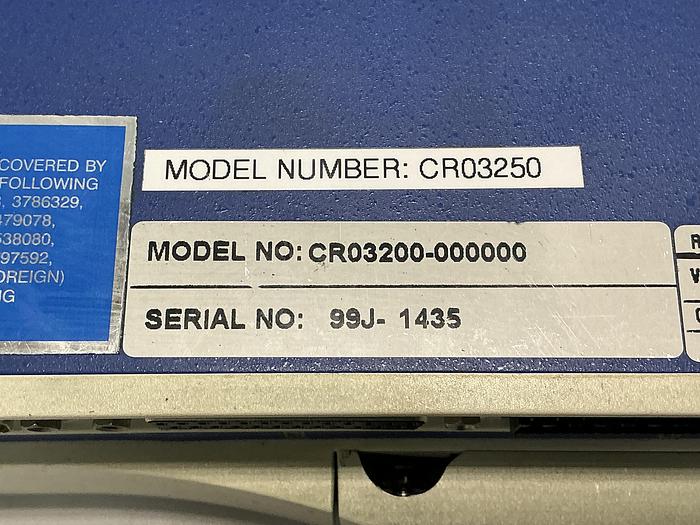 COVERED BY
FOLLOWING
3786329,
479078,
538080,
97592,
OREIGN)
MODEL NUMBER: CR03250
MODEL NO: CR03200-000000
SERIAL NO: 99J- 1435